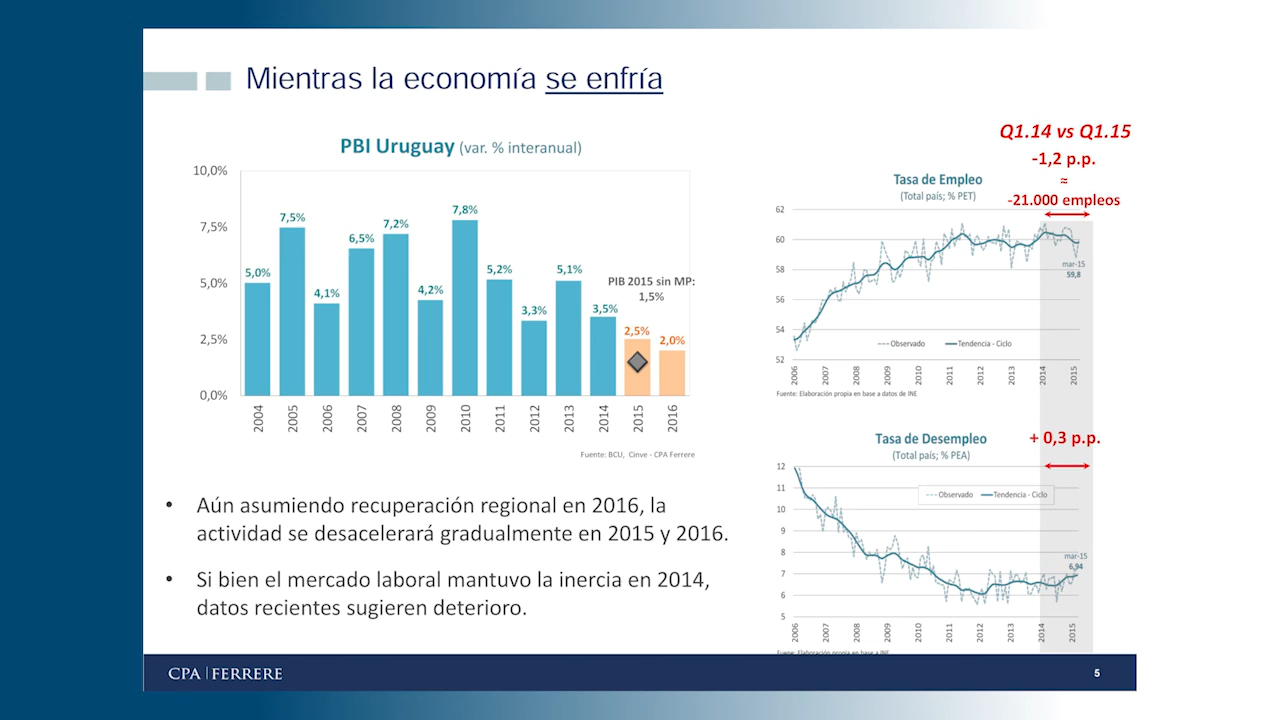 Mientras la economía se enfría
PBI Uruguay (var. % interanual)
10,0%
7,5%
5,0%
2,5%
0,0%
5,0%
7,5%
4,1%
6,5%
7,2%
4,2%
7,8%
5,2%
3,3%
5,1%
3,5%
2,5%
2,0%
PIB 2015 sin MP:
1,5%
2004
2005
2006
2007
2008
2009
2010
2011
2012
2013
2014
2015
2016
Fuente: BCU, Cinve - CPA Ferrere
Aún asumiendo recuperación regional en 2016, la
actividad se desacelerará gradualmente en 2015 y 2016.
Si bien el mercado laboral mantuvo la inercia en 2014,
datos recientes sugieren deterioro.
Q1.14 vs Q1.15
-1,2 p.p.
≈
-21.000 empleos
Tasa de Empleo
(Total país; % PET)
62
60
58
56
54
52
mar-15
59,8
Observado
Tendencia - Ciclo
2006
2007
2008
2009
2010
2011
2012
2013
2014
2015
Fuente: Elaboración propia en base a datos de INE
Tasa de Desempleo
(Total país; % PEA)
+ 0,3 p.p.
12
11
10
9
8
7
6
5
Observado
Tendencia - Ciclo
mar-15
6,94
2006
2007
2008
2009
2010
2011
2012
2013
2014
2015
Fuene: Elaboración propia en base a INE
CPA FERRERE
5